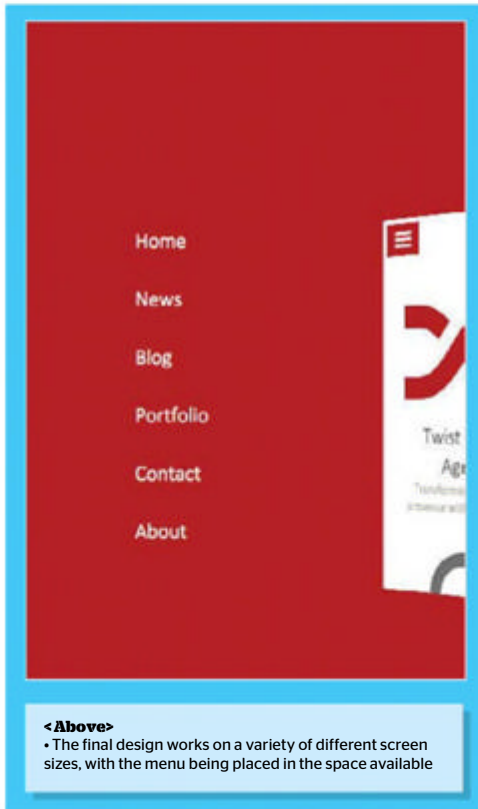 Home
News
Blog
Portfolio
Contact
About
Twist
Age
<Above>
• The final design works on a variety of different screen
sizes, with the menu being placed in the space available